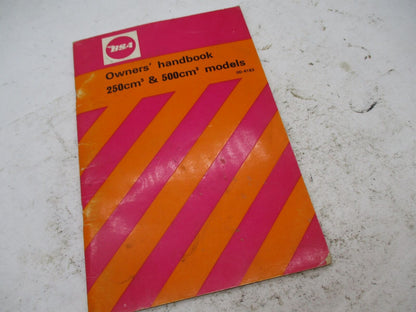 BSA
Owners' handbook
250cm³ & 500cm³ models